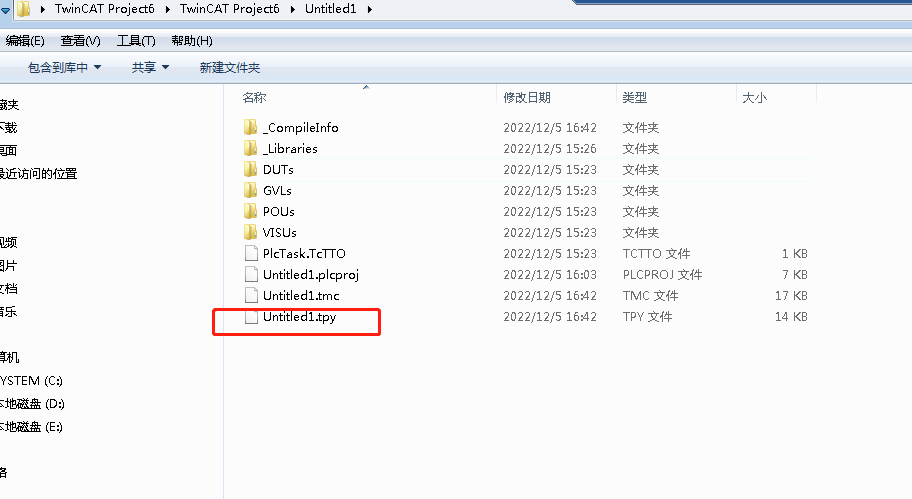 TwinCAT Project6 TwinCAT Project6 Untitled1
编辑(E) 查看(V) 工具(T) 帮助(H)
包含到库中 共享 新建文件夹
名称 修改日期 类型 大小
藏夹
下载
桌面
最近访问的位置
视频
图片
文档
音乐
算机
SYSTEM (C:)
本地磁盘 (D:)
本地磁盘 (E:)
络
_CompileInfo 2022/12/5 16:42 文件夹
_Libraries 2022/12/5 15:26 文件夹
DUTs 2022/12/5 15:23 文件夹
GVLs 2022/12/5 15:23 文件夹
POUs 2022/12/5 15:23 文件夹
VISUs 2022/12/5 15:23 文件夹
PlcTask.TcTTO 2022/12/5 15:23 TCTTO 文件 1 KB
Untitled1.plcproj 2022/12/5 16:03 PLCPROJ 文件 7 KB
Untitled1.tmc 2022/12/5 16:42 TMC 文件 17 KB
Untitled1.tpy 2022/12/5 16:42 TPY 文件 14 KB